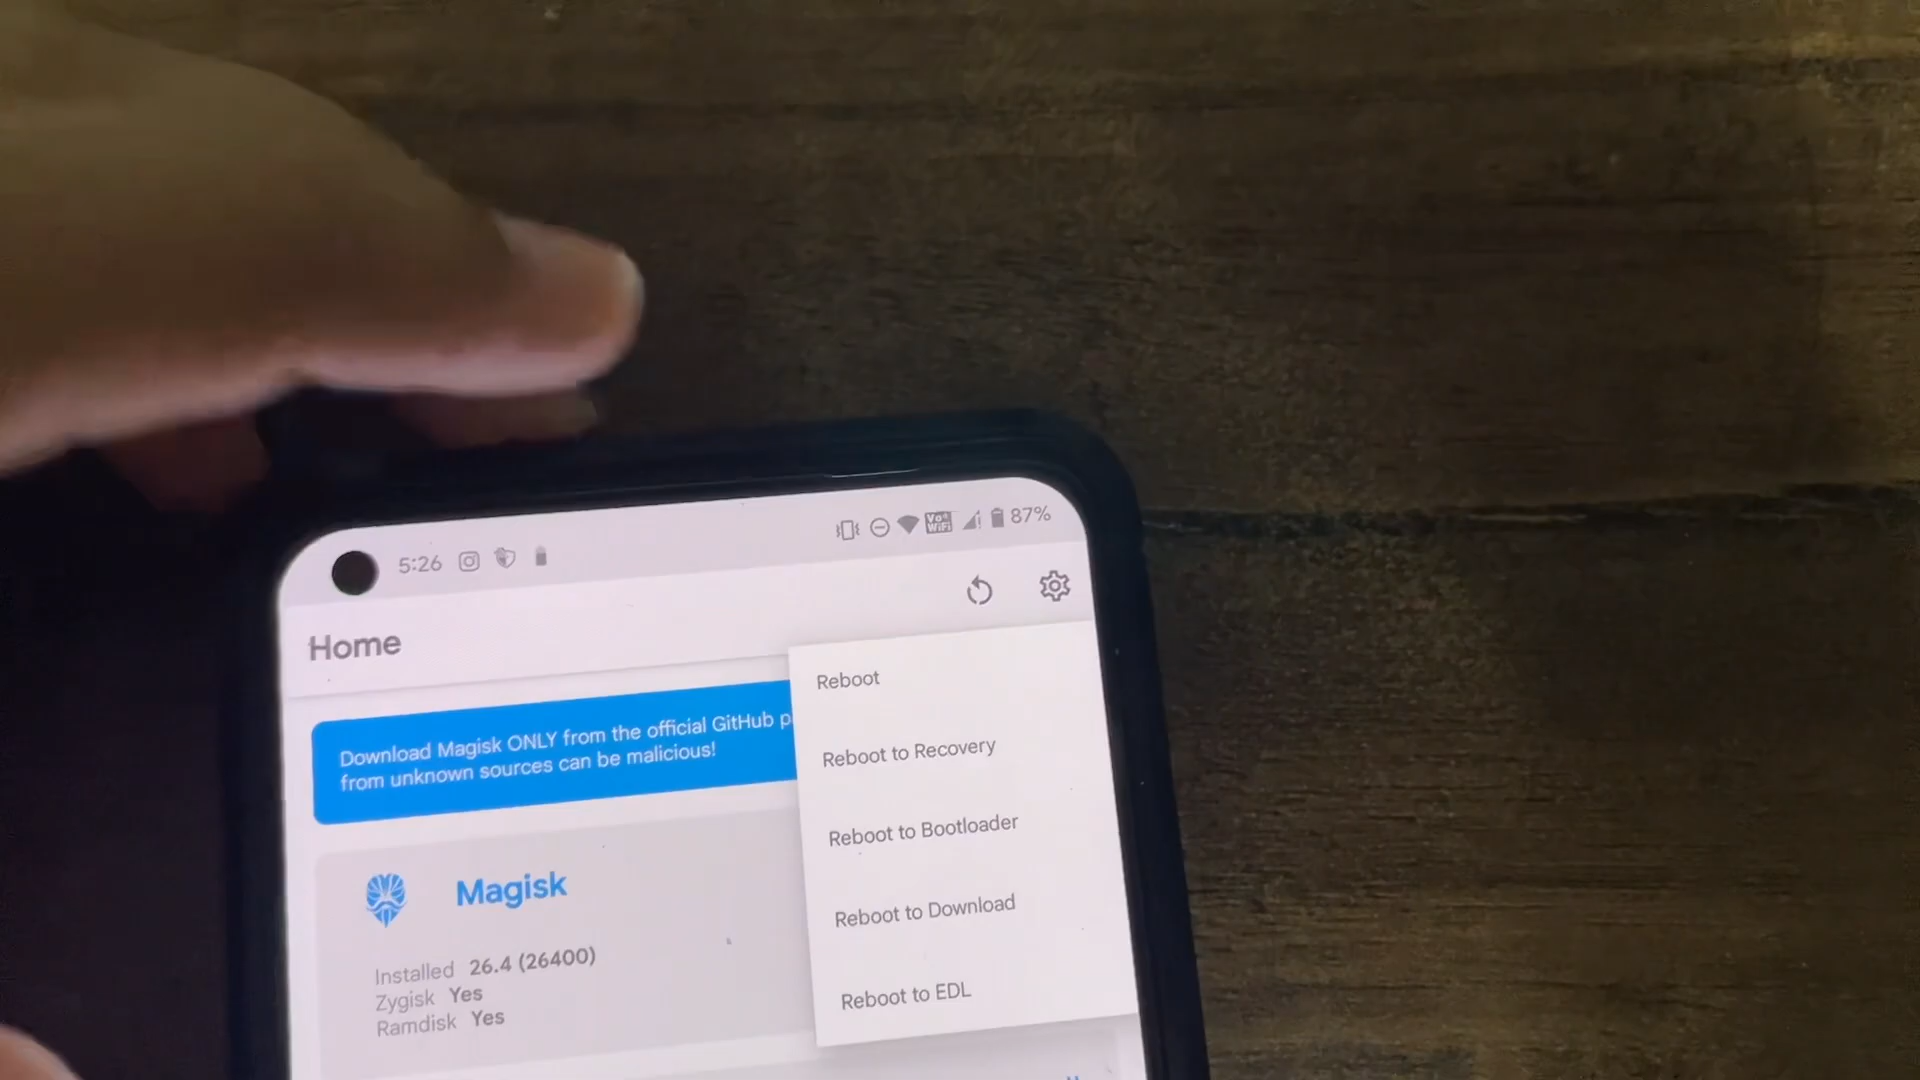 5:26
Vo WiFi
87%
Home
Download Magisk ONLY from the official GitHub
from unknown sources can be malicious!
Magisk
Installed 26.4 (26400)
Zygisk Yes
Ramdisk Yes
Reboot
Reboot to Recovery
Reboot to Bootloader
Reboot to Download
Reboot to EDL